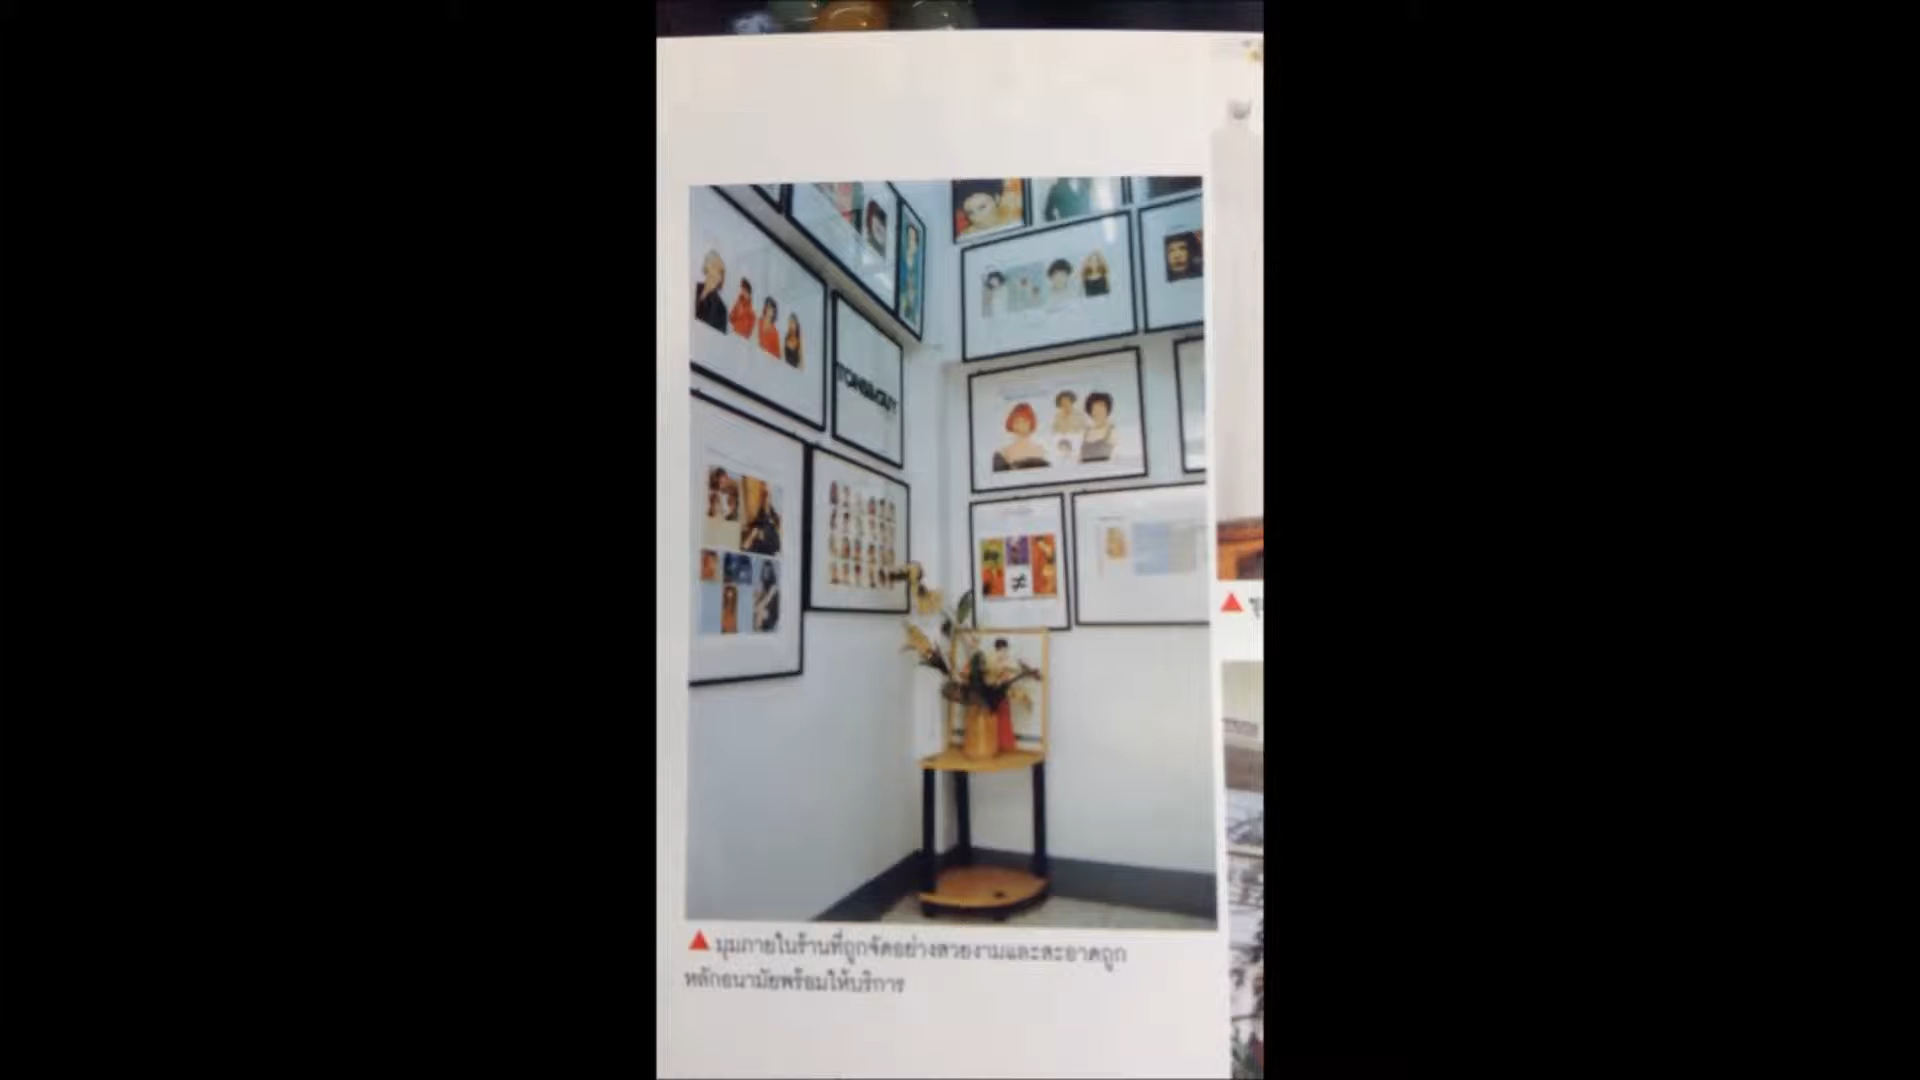 TONI&GUY
▲ มุมภายในร้านที่ถูกจัดอย่างสวยงามและสะอาดถูก
หลักอนามัยพร้อมให้บริการ